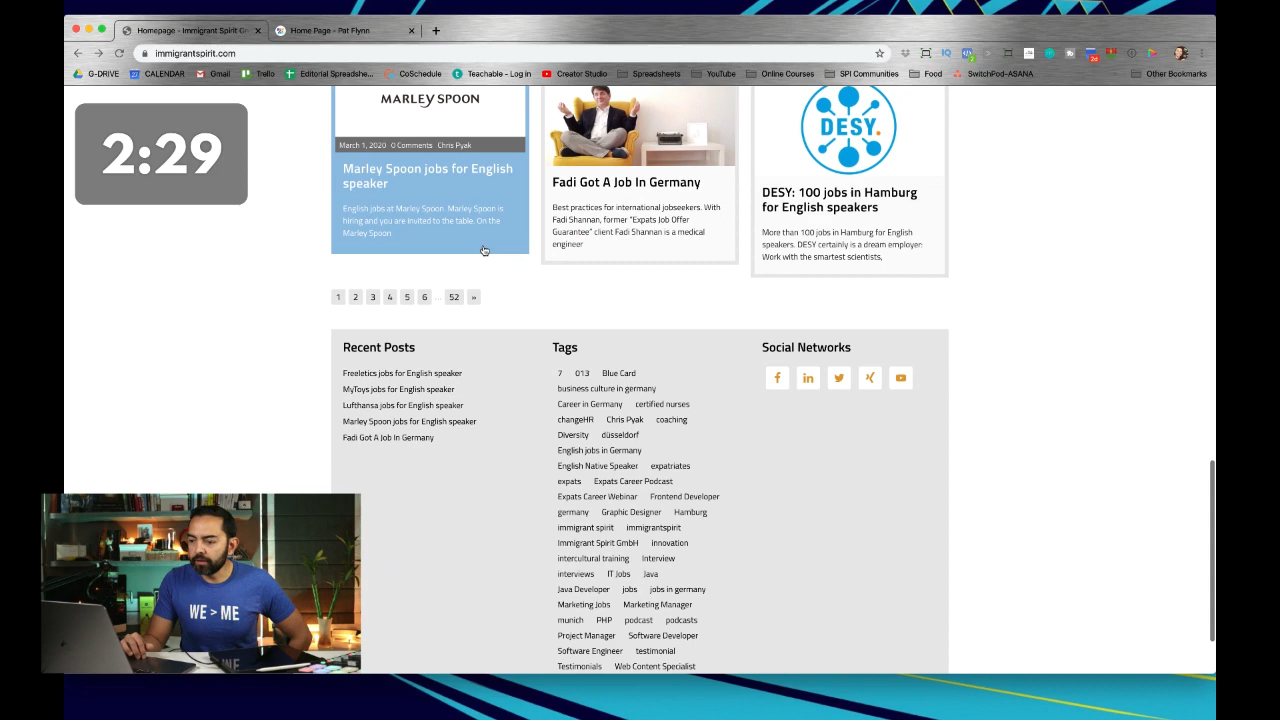 Homepage - Immigrant Spirit G
Home Page - Pat Flynn
immigrantspirit.com
G-DRIVE
CALENDAR
Gmail
Trello
Editorial Spreadshe...
CoSchedule
Teachable - Log in
Creator Studio
Spreadsheets
YouTube
Online Courses
SPI Communities
Food
SwitchPod-ASANA
Other Bookmarks
2:29
MARLEY SPOON
March 1, 2020 0 Comments Chris Pyak
Marley Spoon jobs for English
speaker
English jobs at Marley Spoon. Marley Spoon is
hiring and you are invited to the table. On the
Marley Spoon
Fadi Got A Job In Germany
Best practices for international jobseekers. With
Fadi Shannan, former "Expats Job Offer
Guarantee" client Fadi Shannan is a medical
engineer
DESY.
DESY: 100 jobs in Hamburg
for English speakers
More than 100 jobs in Hamburg for English
speakers. DESY certainly is a dream employer:
Work with the smartest scientists,
1 2 3 4 5 6 ... 52 »
Recent Posts
Freeletics jobs for English speaker
MyToys jobs for English speaker
Lufthansa jobs for English speaker
Marley Spoon jobs for English speaker
Fadi Got A Job In Germany
Tags
7 013 Blue Card
business culture in germany
Career in Germany certified nurses
changeHR Chris Pyak coaching
Diversity düsseldorf
English jobs in Germany
English Native Speaker expatriates
expats Expats Career Podcast
Expats Career Webinar Frontend Developer
germany Graphic Designer Hamburg
immigrant spirit immigrantspirit
Immigrant Spirit GmbH innovation
intercultural training Interview
interviews IT Jobs Java
Java Developer jobs jobs in germany
Marketing Jobs Marketing Manager
munich PHP podcast podcasts
Project Manager Software Developer
Software Engineer testimonial
Testimonials Web Content Specialist
Social Networks
WE > ME